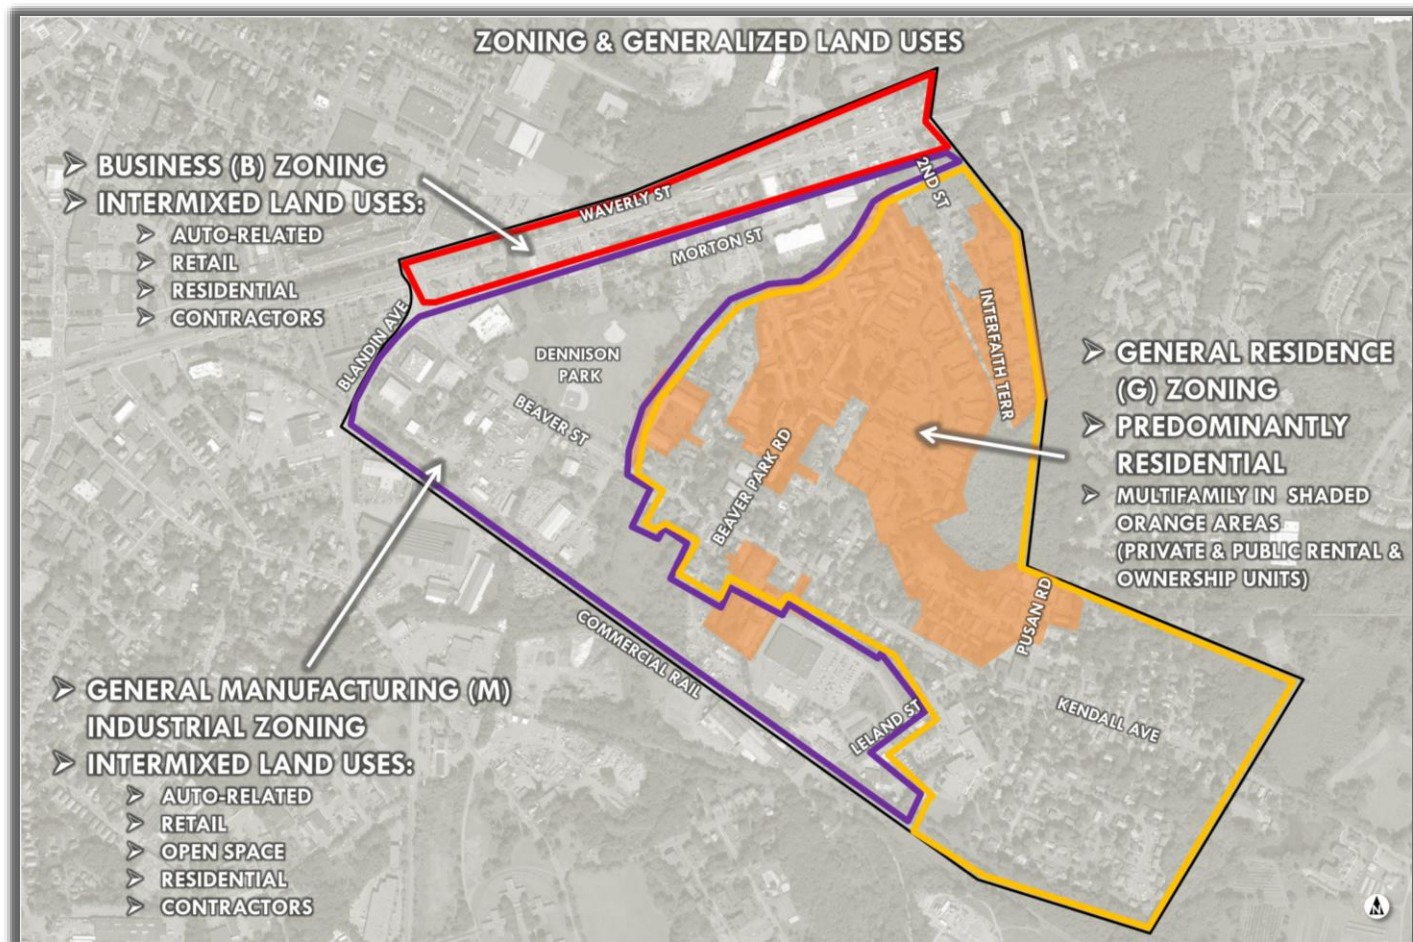 ZONING & GENERALIZED LAND USES
BUSINESS (B) ZONING
INTERMIXED LAND USES:
AUTO-RELATED
RETAIL
RESIDENTIAL
CONTRACTORS
WAVERLY ST
2ND ST
MORTON ST
BLANDIN AVE
DENNISON
PARK
BEAVER ST
INTERFAITH TERR
BEAVER PARK RD
GENERAL RESIDENCE
(G) ZONING
PREDOMINANTLY
RESIDENTIAL
MULTIFAMILY IN SHADED
ORANGE AREAS
(PRIVATE & PUBLIC RENTAL &
OWNERSHIP UNITS)
PUSAN RD
COMMERCIAL RAIL
LELAND ST
KENDALL AVE
GENERAL MANUFACTURING (M)
INDUSTRIAL ZONING
INTERMIXED LAND USES:
AUTO-RELATED
RETAIL
OPEN SPACE
RESIDENTIAL
CONTRACTORS
N